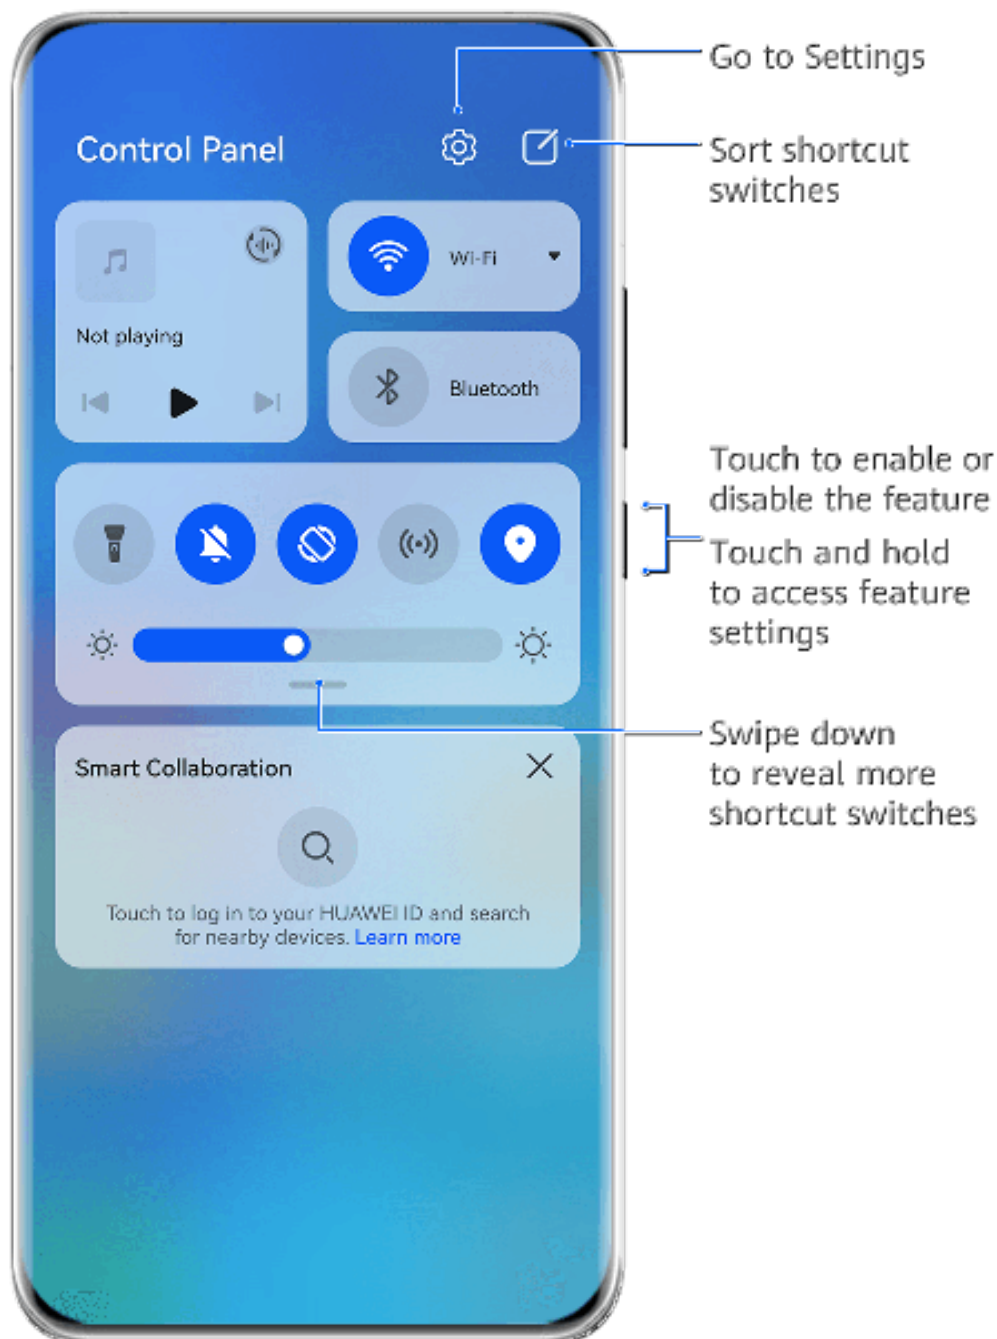 Go to Settings
Control Panel
Sort shortcut
switches
Wi-Fi
Not playing
Bluetooth
Touch to enable or
disable the feature
Touch and hold
to access feature
settings
Swipe down
to reveal more
shortcut switches
Smart Collaboration
Touch to log in to your HUAWEI ID and search
for nearby devices. Learn more